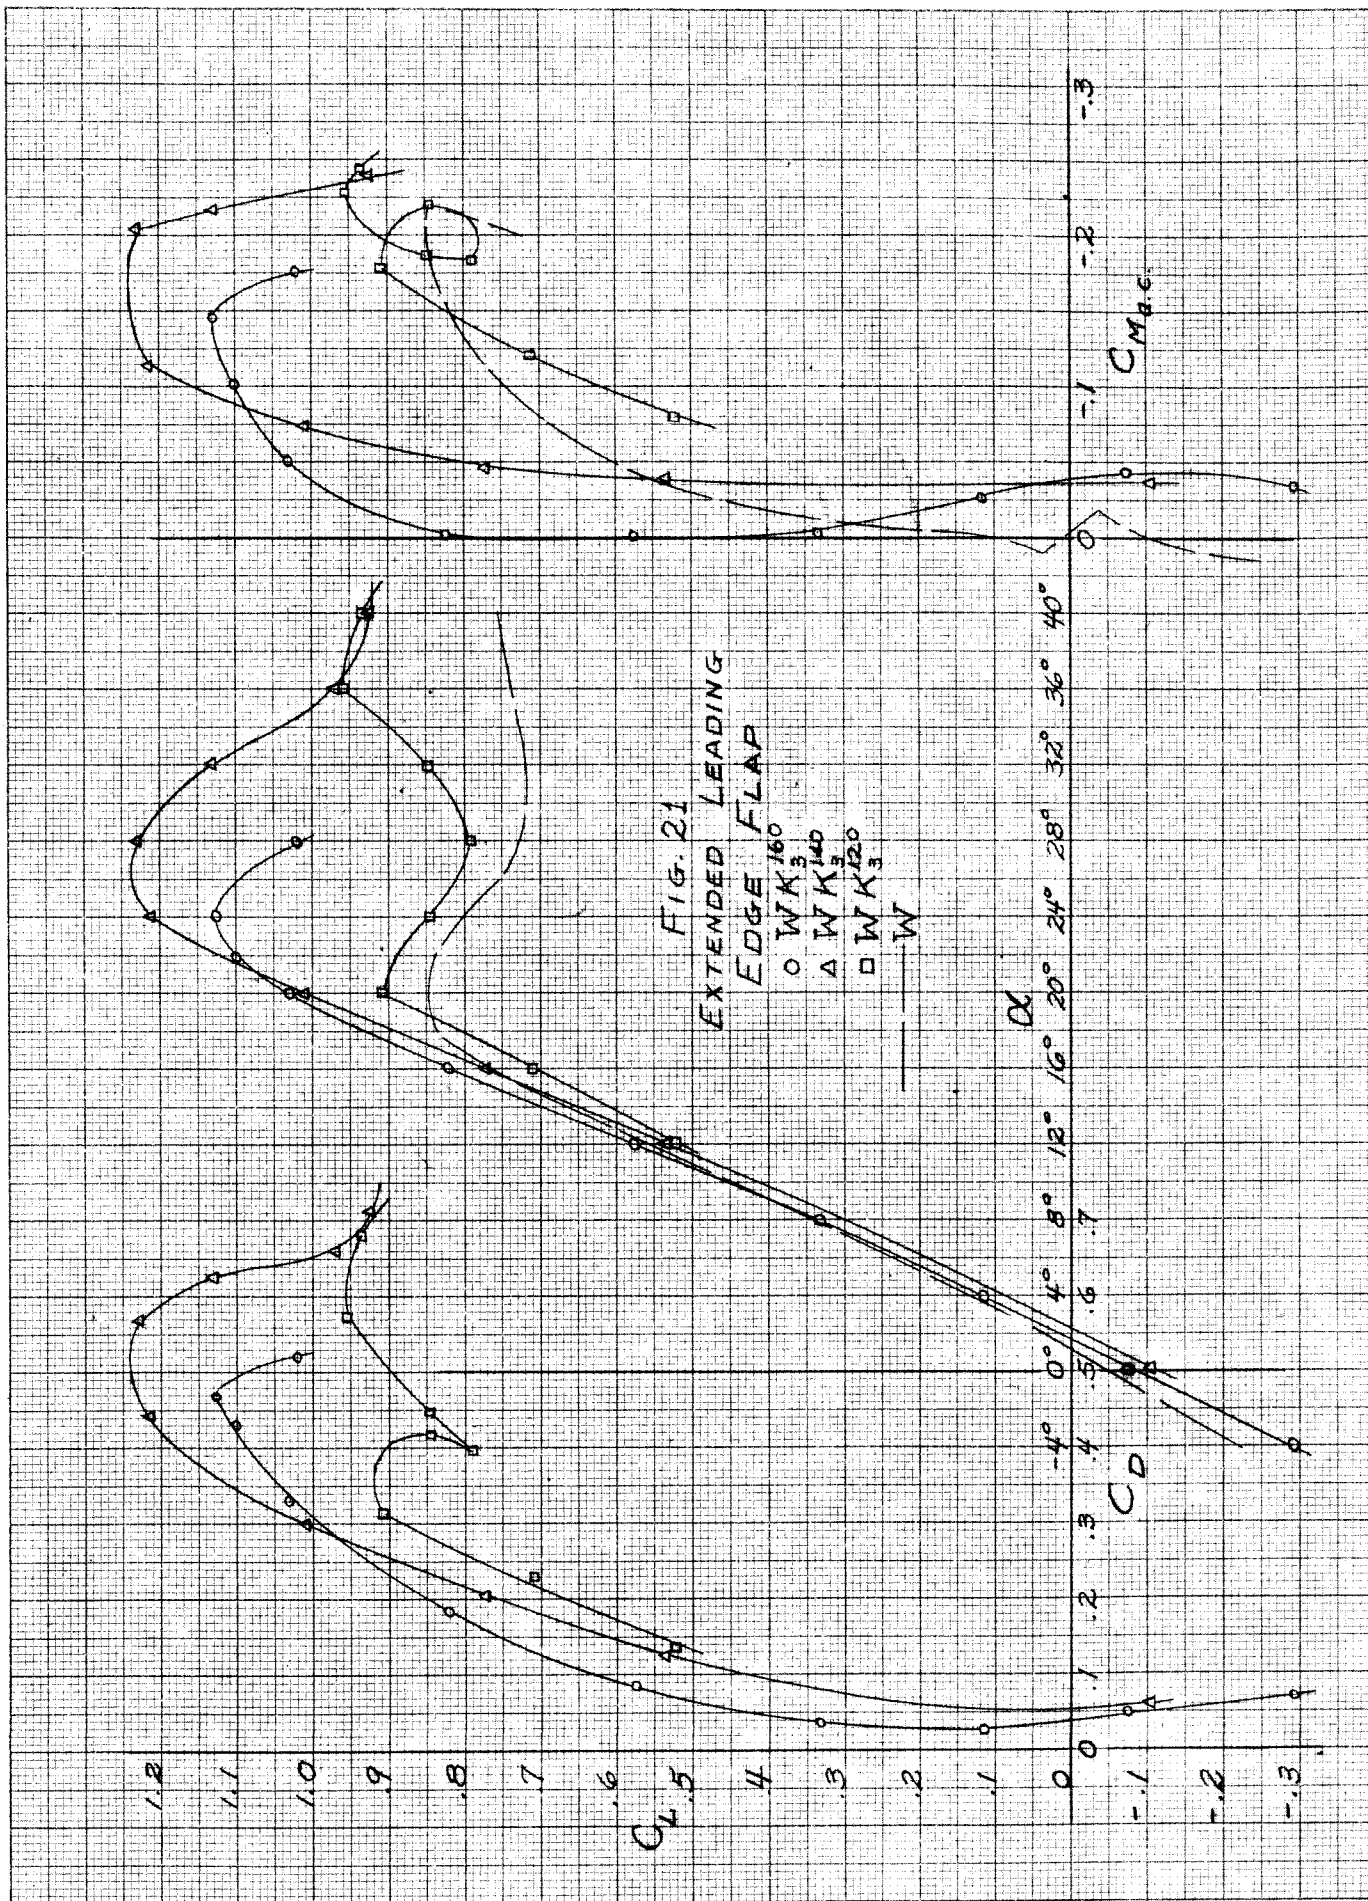 FIG. 21
EXTENDED LEADING
EDGE FLAP
○ WK₃¹⁶⁰
△ WK₃¹⁴⁰
□ WK₃¹²⁰
—— — W
C_L
1.2
1.1
1.0
.9
.8
.7
.6
.5
.4
.3
.2
.1
0
-.1
-.2
-.3
0 .1 .2 .3 .4 .5 .6 .7
C_D
-4° 0° 4° 8° 12° 16° 20° 24° 28° 32° 36° 40°
α
0 -.1 -.2 -.3
C_Ma.c.